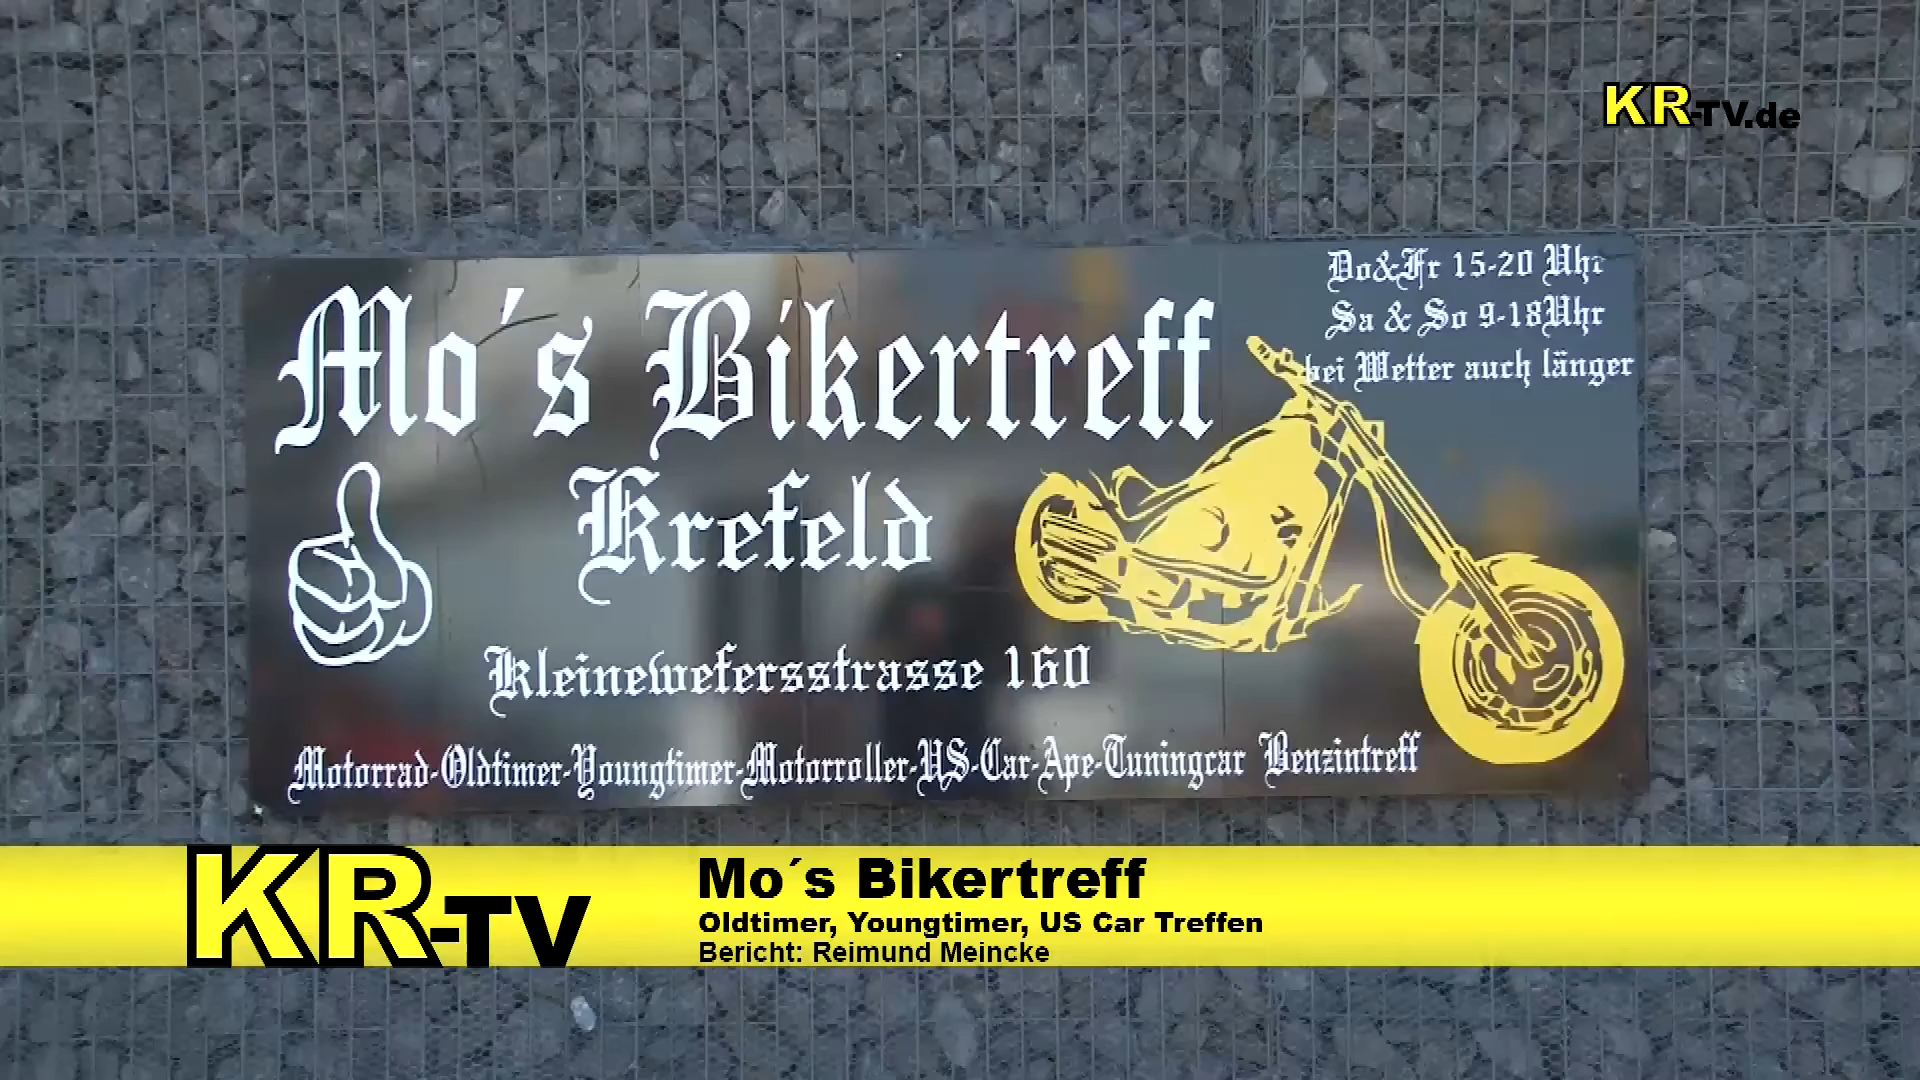 KR-TV.de
Do&Fr 15-20 Uhr
Sa & So 9-18Uhr
bei Wetter auch länger
Mo´s Bikertreff
Krefeld
Kleinewefersstrasse 160
Motorrad-Oldtimer-Youngtimer-Motorroller-US-Car-Ape-Tuningcar Benzintreff
KR-TV
Mo´s Bikertreff
Oldtimer, Youngtimer, US Car Treffen
Bericht: Reimund Meincke